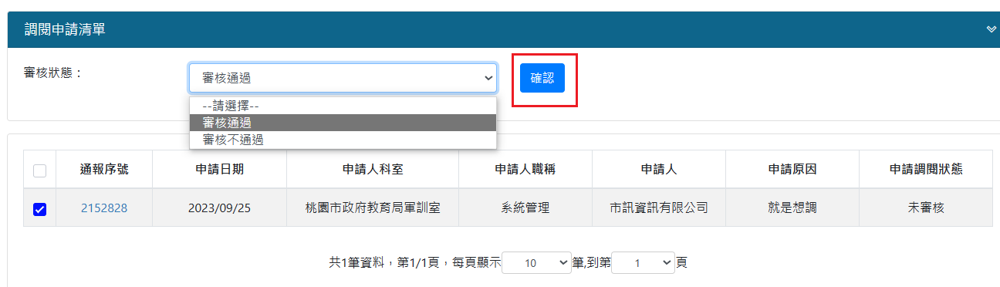 調閱申請清單
審核狀態：
審核通過
確認
--請選擇--
審核通過
審核不通過
通報序號 申請日期 申請人科室 申請人職稱 申請人 申請原因 申請調閱狀態
2152828 2023/09/25 桃園市政府教育局軍訓室 系統管理 市訊資訊有限公司 就是想調 未審核
共1筆資料，第1/1頁，每頁顯示 10 筆,到第 1 頁